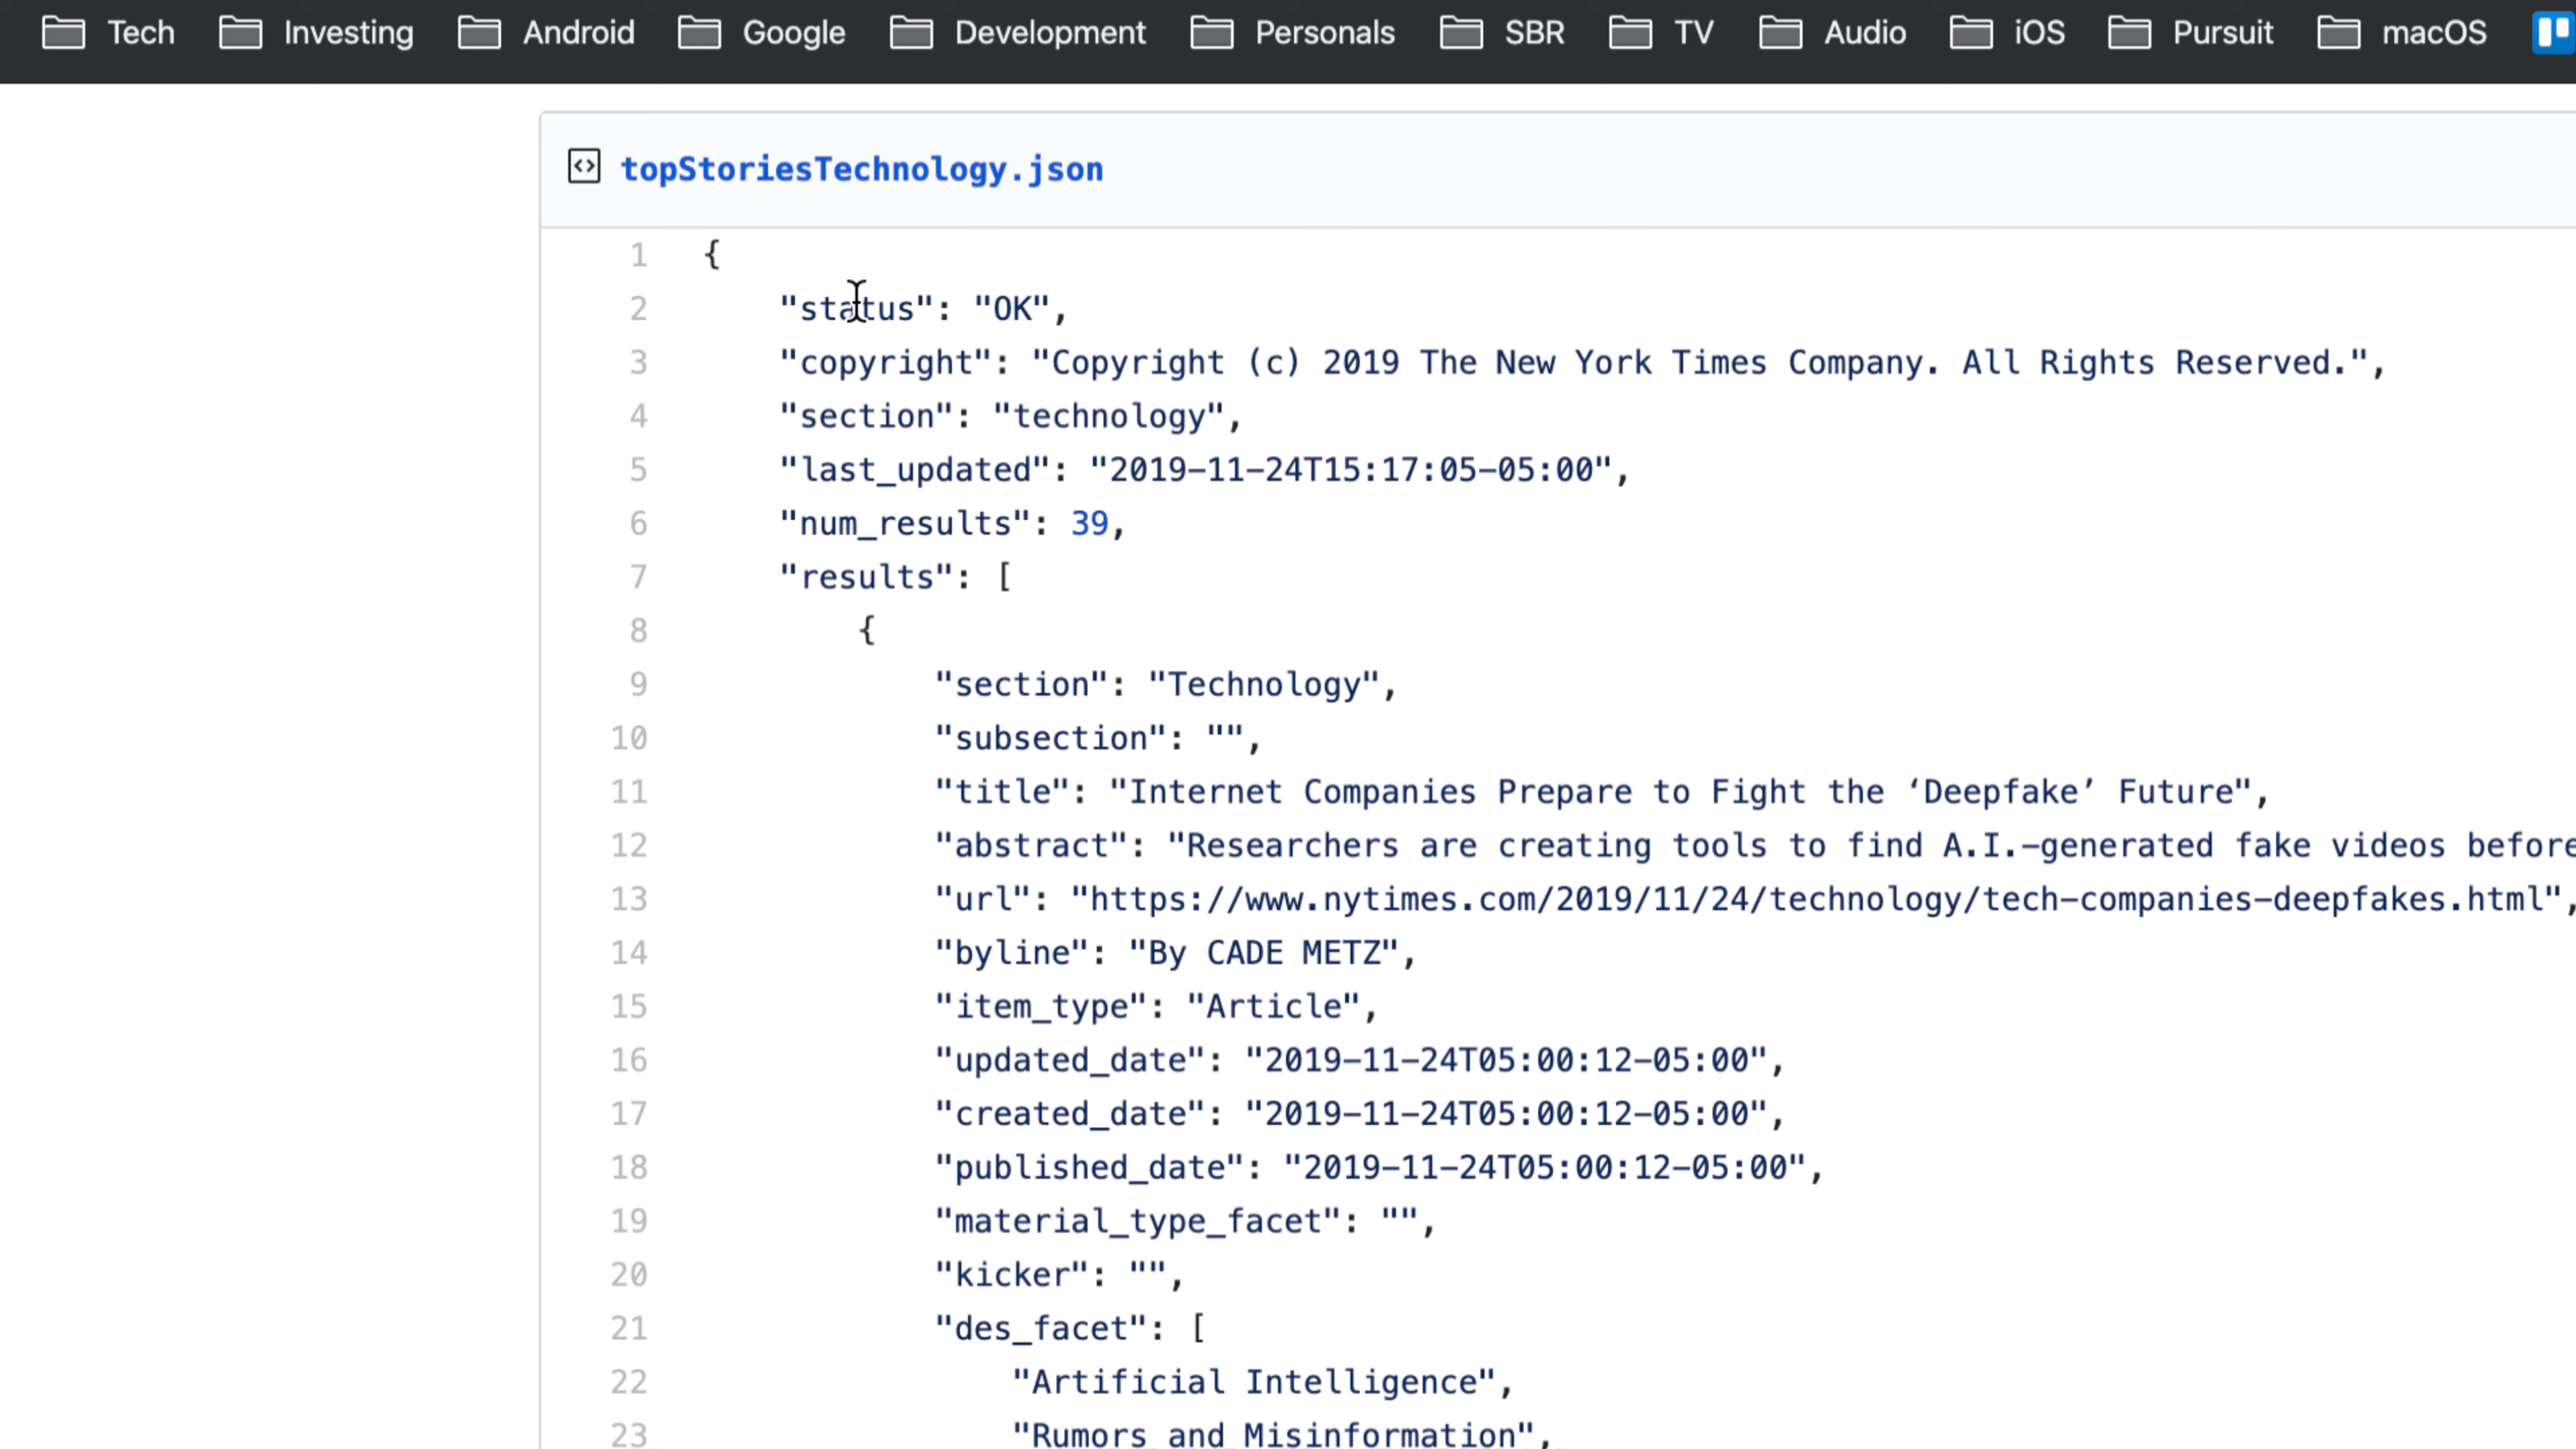 Tech Investing Android Google Development Personals SBR TV Audio iOS Pursuit macOS
topStoriesTechnology.json
1 {
2 "status": "OK",
3 "copyright": "Copyright (c) 2019 The New York Times Company. All Rights Reserved.",
4 "section": "technology",
5 "last_updated": "2019-11-24T15:17:05-05:00",
6 "num_results": 39,
7 "results": [
8 {
9 "section": "Technology",
10 "subsection": "",
11 "title": "Internet Companies Prepare to Fight the ‘Deepfake’ Future",
12 "abstract": "Researchers are creating tools to find A.I.-generated fake videos before
13 "url": "https://www.nytimes.com/2019/11/24/technology/tech-companies-deepfakes.html",
14 "byline": "By CADE METZ",
15 "item_type": "Article",
16 "updated_date": "2019-11-24T05:00:12-05:00",
17 "created_date": "2019-11-24T05:00:12-05:00",
18 "published_date": "2019-11-24T05:00:12-05:00",
19 "material_type_facet": "",
20 "kicker": "",
21 "des_facet": [
22 "Artificial Intelligence",
23 "Rumors and Misinformation",